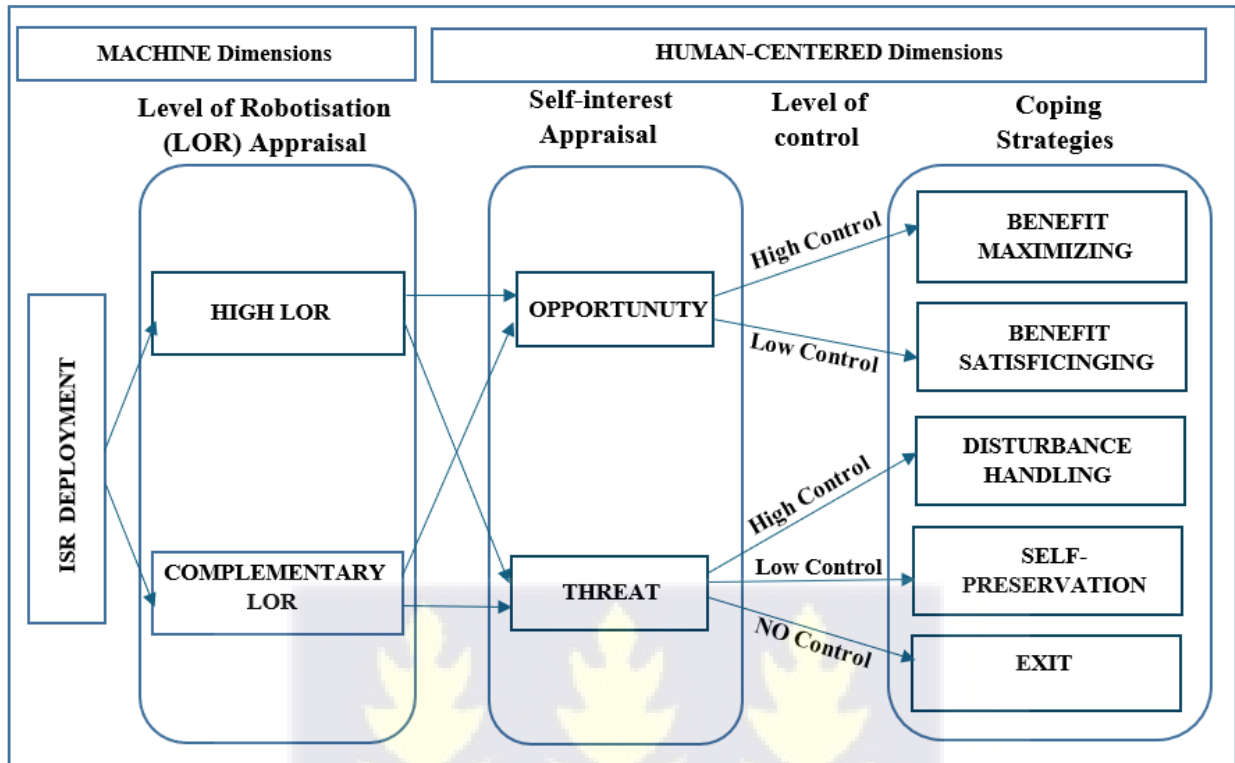 MACHINE Dimensions
HUMAN-CENTERED Dimensions
Level of Robotisation
(LOR) Appraisal
Self-interest
Appraisal
Level of
control
Coping
Strategies
ISR DEPLOYMENT
HIGH LOR
COMPLEMENTARY
LOR
OPPORTUNUTY
THREAT
High Control
Low Control
High Control
Low Control
NO Control
BENEFIT
MAXIMIZING
BENEFIT
SATISFICINGING
DISTURBANCE
HANDLING
SELF-
PRESERVATION
EXIT